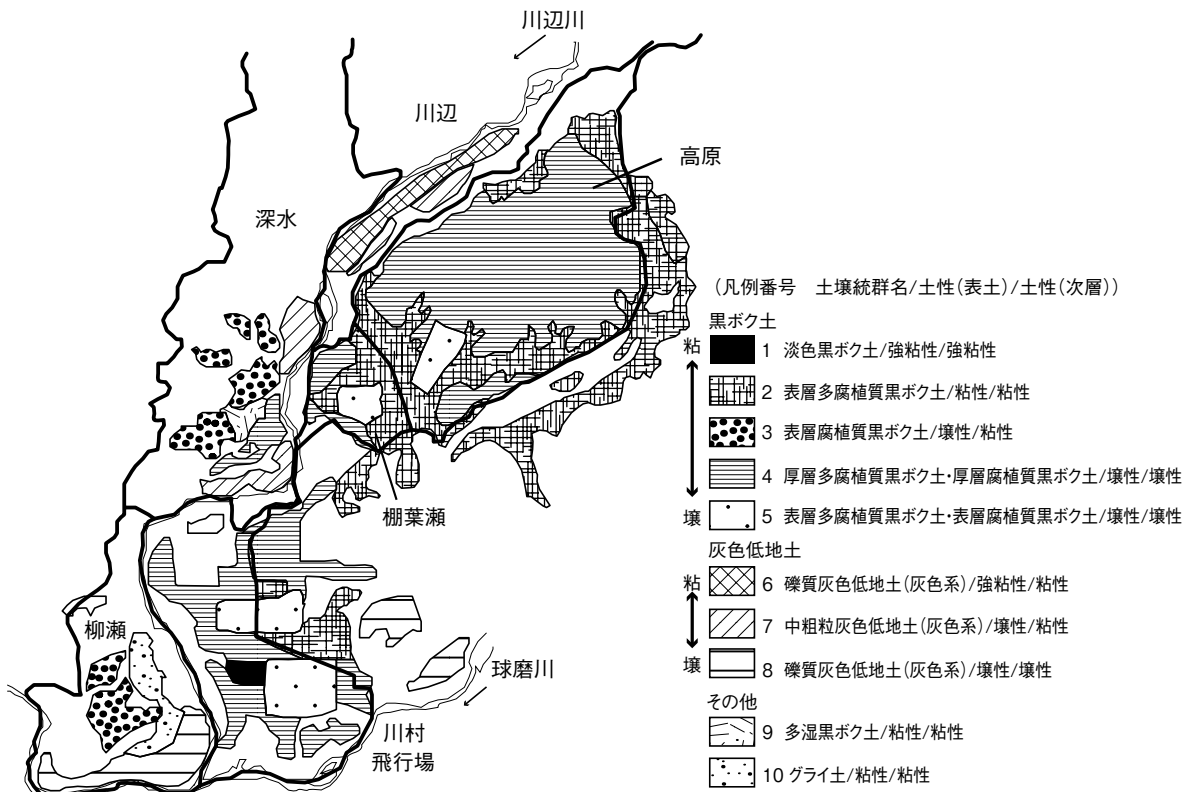 川辺川
川辺
高原
深水
棚葉瀬
柳瀬
球磨川
川村
飛行場
(凡例番号　土壌統群名/土性(表土)/土性(次層))
黒ボク土
粘
1 淡色黒ボク土/強粘性/強粘性
2 表層多腐植質黒ボク土/粘性/粘性
3 表層腐植質黒ボク土/壌性/粘性
4 厚層多腐植質黒ボク土・厚層腐植質黒ボク土/壌性/壌性
壌
5 表層多腐植質黒ボク土・表層腐植質黒ボク土/壌性/壌性
灰色低地土
粘
6 礫質灰色低地土(灰色系)/強粘性/粘性
7 中粗粒灰色低地土(灰色系)/壌性/粘性
壌
8 礫質灰色低地土(灰色系)/壌性/壌性
その他
9 多湿黒ボク土/粘性/粘性
10 グライ土/粘性/粘性